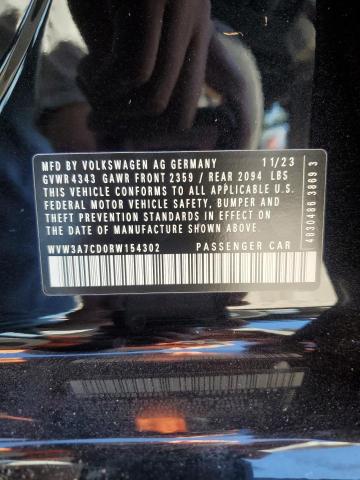 MFD BY VOLKSWAGEN AG GERMANY 11/23
GVWR 4343 GAWR FRONT 2359 / REAR 2094 LBS
THIS VEHICLE CONFORMS TO ALL APPLICABLE U.S.
FEDERAL MOTOR VEHICLE SAFETY, BUMPER AND
THEFT PREVENTION STANDARDS IN EFFECT ON
THE DATE OF MANUFACTURE SHOWN ABOVE
WVW3A7CD0RW154302 PASSENGER CAR
4B30486 3869 3